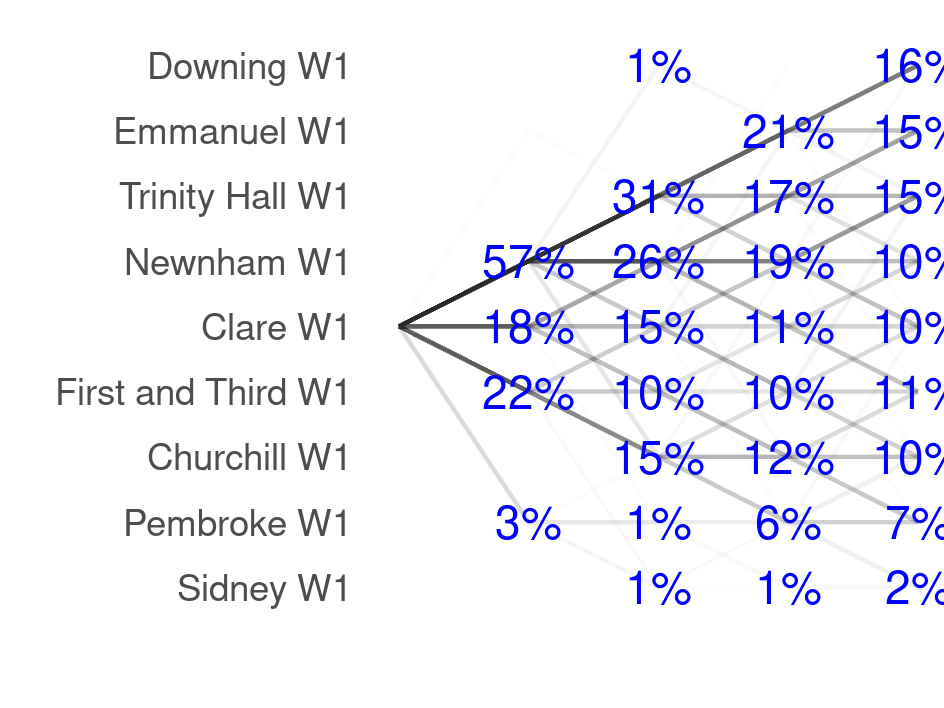 Downing W1 1% 16%
Emmanuel W1 21% 15%
Trinity Hall W1 31% 17% 15%
Newnham W1 57% 26% 19% 10%
Clare W1 18% 15% 11% 10%
First and Third W1 22% 10% 10% 11%
Churchill W1 15% 12% 10%
Pembroke W1 3% 1% 6% 7%
Sidney W1 1% 1% 2%